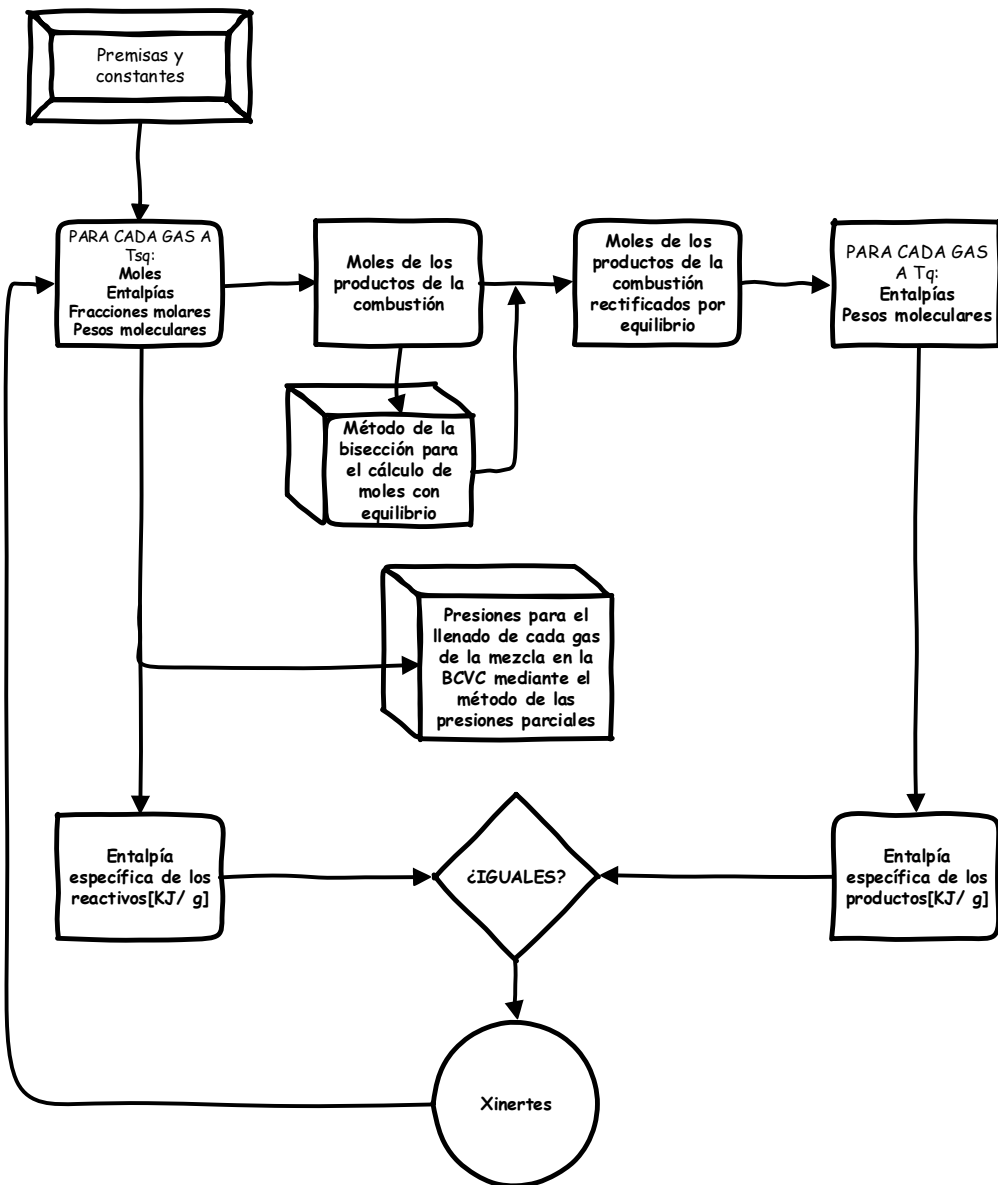 Premisas y
constantes
PARA CADA GAS A
Tsq:
Moles
Entalpías
Fracciones molares
Pesos moleculares
Moles de los
productos de la
combustión
Moles de los
productos de la
combustión
rectificados por
equilibrio
PARA CADA GAS
A Tq:
Entalpías
Pesos moleculares
Método de la
bisección para
el cálculo de
moles con
equilibrio
Presiones para el
llenado de cada gas
de la mezcla en la
BCVC mediante el
método de las
presiones parciales
Entalpía
específica de los
reactivos[KJ/ g]
¿IGUALES?
Entalpía
específica de los
productos[KJ/ g]
Xinertes